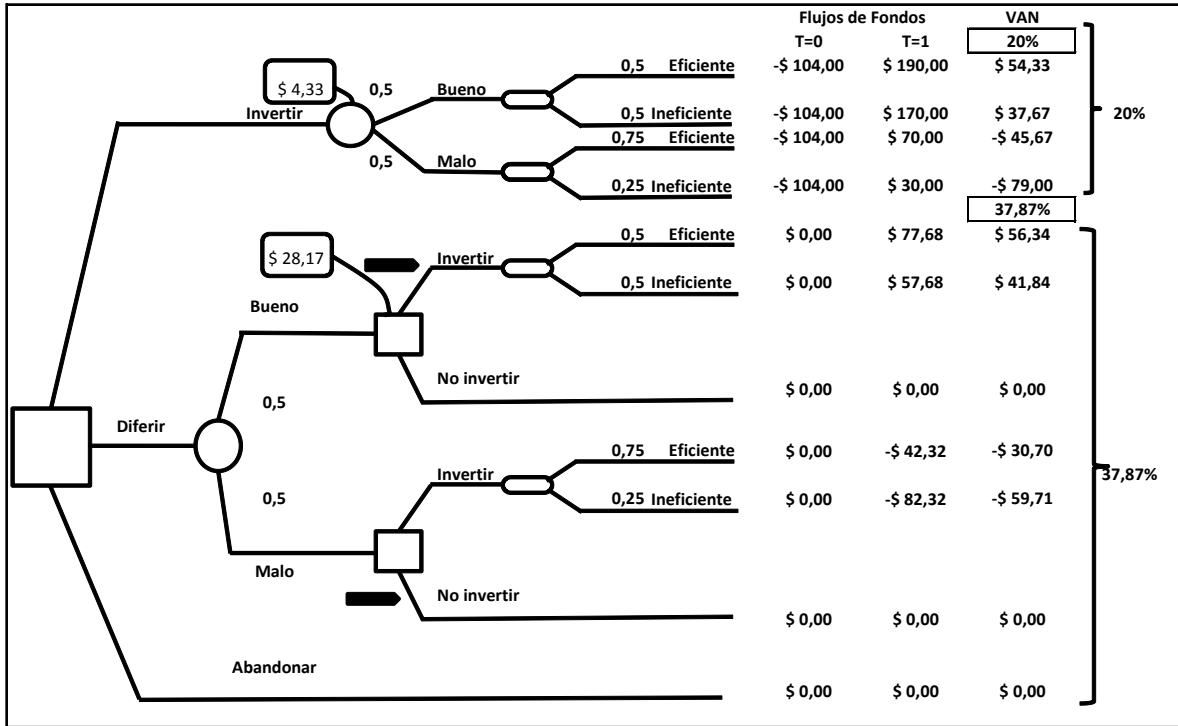 Flujos de Fondos VAN
T=0 T=1 20%
0,5 Eficiente -$ 104,00 $ 190,00 $ 54,33
$ 4,33 0,5 Bueno
Invertir 0,5 Ineficiente -$ 104,00 $ 170,00 $ 37,67 20%
0,75 Eficiente -$ 104,00 $ 70,00 -$ 45,67
0,5 Malo
0,25 Ineficiente -$ 104,00 $ 30,00 -$ 79,00
37,87%
0,5 Eficiente $ 0,00 $ 77,68 $ 56,34
$ 28,17 Invertir
0,5 Ineficiente $ 0,00 $ 57,68 $ 41,84
Bueno
No invertir
$ 0,00 $ 0,00 $ 0,00
0,5
Diferir
0,75 Eficiente $ 0,00 -$ 42,32 -$ 30,70
Invertir 37,87%
0,5 0,25 Ineficiente $ 0,00 -$ 82,32 -$ 59,71
Malo
No invertir
$ 0,00 $ 0,00 $ 0,00
Abandonar
$ 0,00 $ 0,00 $ 0,00